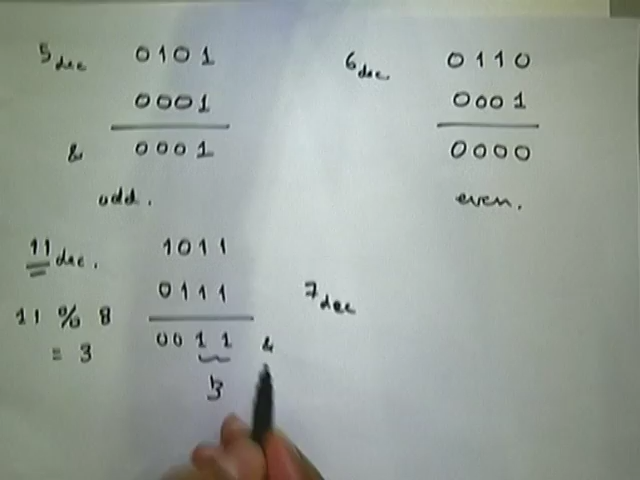 5dec 0101
0001
& 0001
odd.
6dec 0110
0001
0000
even.
11dec. 1011
0111 7dec
11 % 8 0011 &
= 3 3